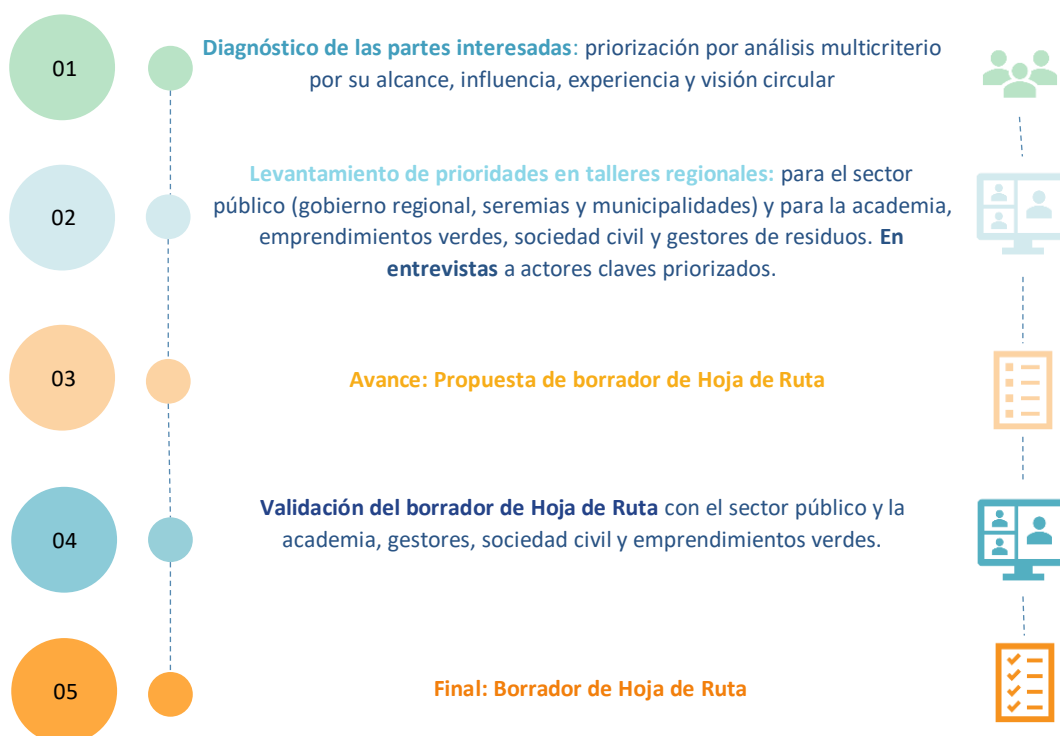 01
Diagnóstico de las partes interesadas: priorización por análisis multicriterio
por su alcance, influencia, experiencia y visión circular
02
Levantamiento de prioridades en talleres regionales: para el sector
público (gobierno regional, seremias y municipalidades) y para la academia,
emprendimientos verdes, sociedad civil y gestores de residuos. En
entrevistas a actores claves priorizados.
03
Avance: Propuesta de borrador de Hoja de Ruta
04
Validación del borrador de Hoja de Ruta con el sector público y la
academia, gestores, sociedad civil y emprendimientos verdes.
05
Final: Borrador de Hoja de Ruta